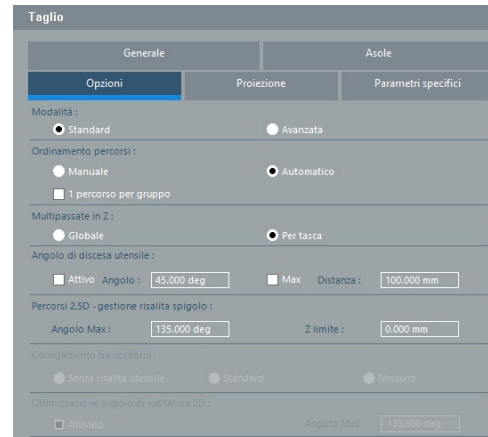 Taglio
Generale Asole
Opzioni Proiezione Parametri specifici
Modalità :
Standard Avanzata
Ordinamento percorsi :
Manuale Automatico
1 percorso per gruppo
Multipassate in Z :
Globale Per tasca
Angolo di discesa utensile :
Attivo Angolo : 45.000 deg Max Distanza : 100.000 mm
Percorsi 2.5D - gestione risalita spigolo :
Angolo Max : 135.000 deg Z limite : 0.000 mm
Collegamento tra contorni :
Senza risalita utensile Standard Nessuno
Ottimizzazione angolo di vuotatura 2D :
Attivato Angolo Max 135.000 deg